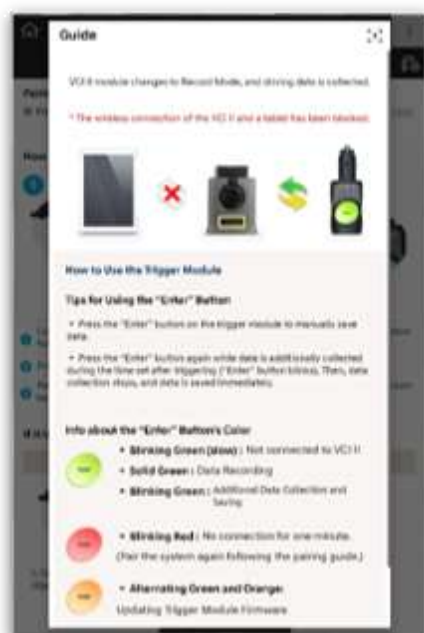 Guide
VCI II module changes to Record Mode, and driving data is collected.
* The wireless connection of the VCI II and a tablet has been blocked.
How to Use the Trigger Module
Tips for Using the "Enter" Button
• Press the "Enter" button on the trigger module to manually save
data.
• Press the "Enter" button again while data is additionally collected
during the time set after triggering ("Enter" button blinks). Then, data
collection stops, and data is saved immediately.
Info about the "Enter" Button's Color
• Blinking Green (slow) : Not connected to VCI II
• Solid Green : Data Recording
• Blinking Green : Additional Data Collection and
Saving
• Blinking Red : No connection for one minute.
(Pair the system again following the pairing guide.)
• Alternating Green and Orange:
Updating Trigger Module Firmware